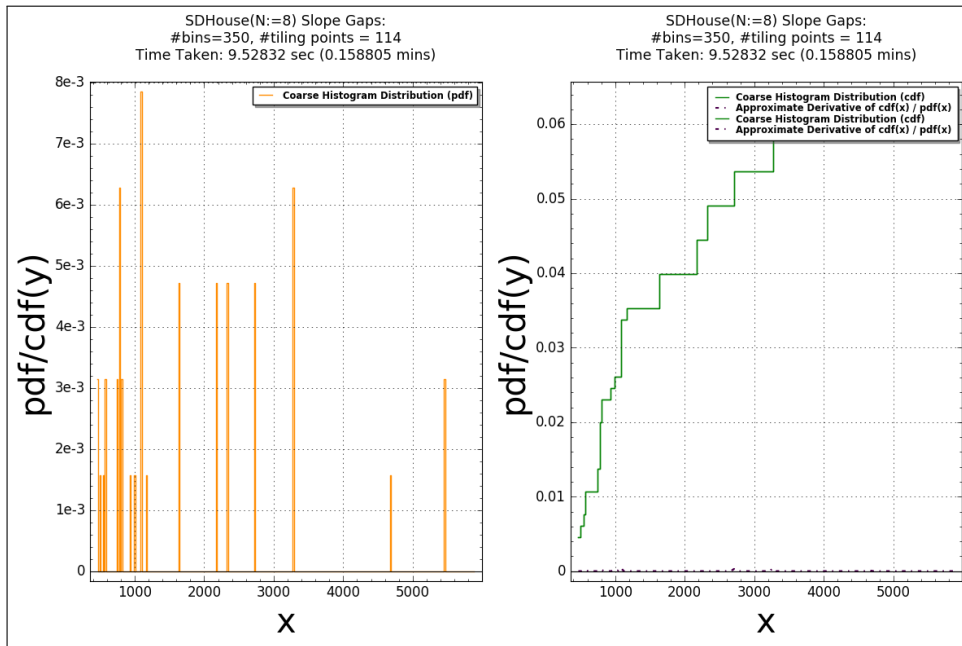 SDHouse(N:=8) Slope Gaps:
#bins=350, #tiling points = 114
Time Taken: 9.52832 sec (0.158805 mins)
Coarse Histogram Distribution (pdf)
8e-3
7e-3
6e-3
5e-3
4e-3
3e-3
2e-3
1e-3
0
pdf/cdf(y)
1000 2000 3000 4000 5000
x
SDHouse(N:=8) Slope Gaps:
#bins=350, #tiling points = 114
Time Taken: 9.52832 sec (0.158805 mins)
Coarse Histogram Distribution (cdf)
Approximate Derivative of cdf(x) / pdf(x)
Coarse Histogram Distribution (cdf)
Approximate Derivative of cdf(x) / pdf(x)
0.06
0.05
0.04
0.03
0.02
0.01
0
pdf/cdf(y)
1000 2000 3000 4000 5000
x